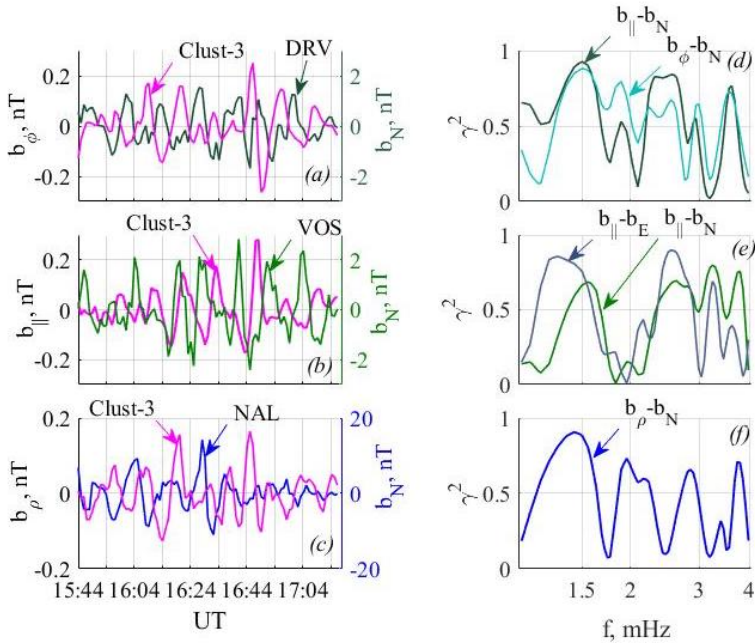 Clust-3 DRV
0.2
0
-0.2
b_ϕ, nT
2
0
-2
b_N, nT
(a)
Clust-3 VOS
0.2
0
-0.2
b_||, nT
2
0
-2
b_N, nT
(b)
Clust-3 NAL
0.2
0
-0.2
b_ρ, nT
20
0
-20
b_N, nT
(c)
15:44 16:04 16:24 16:44 17:04
UT
b_||-b_N
b_ϕ-b_N
(d)
1
0.5
0
γ^2
b_||-b_E b_||-b_N
(e)
1
0.5
0
γ^2
b_ρ-b_N
(f)
1
0.5
0
γ^2
1.5 2 3 4
f, mHz